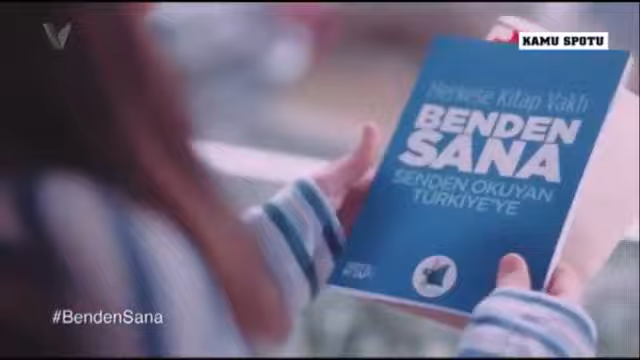 KAMU SPOTU
Herkese Kitap Vakfı
BENDEN
SANA
SENDEN OKUYAN
TÜRKİYE'YE
#BendenSana